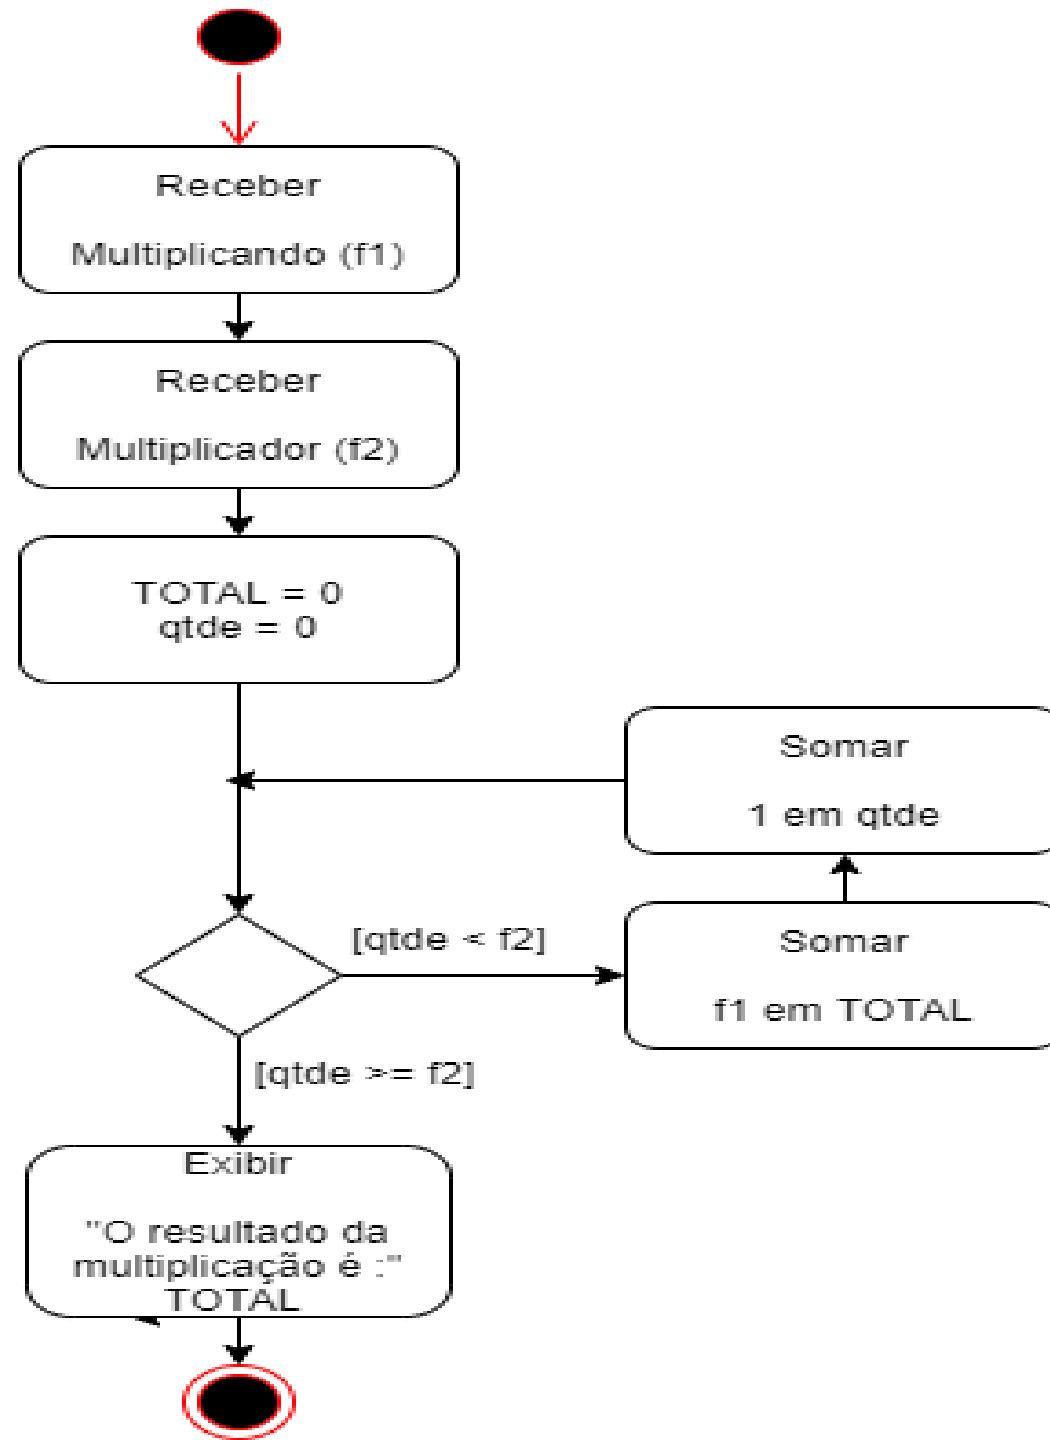 Receber
Multiplicando (f1)
Receber
Multiplicador (f2)
TOTAL = 0
qtde = 0
Somar
1 em qtde
[qtde < f2]
Somar
f1 em TOTAL
[qtde >= f2]
Exibir
"O resultado da
multiplicação é :"
TOTAL